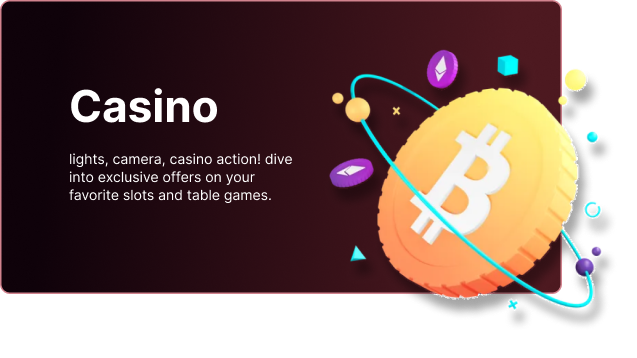 Casino
lights, camera, casino action! dive
into exclusive offers on your
favorite slots and table games.